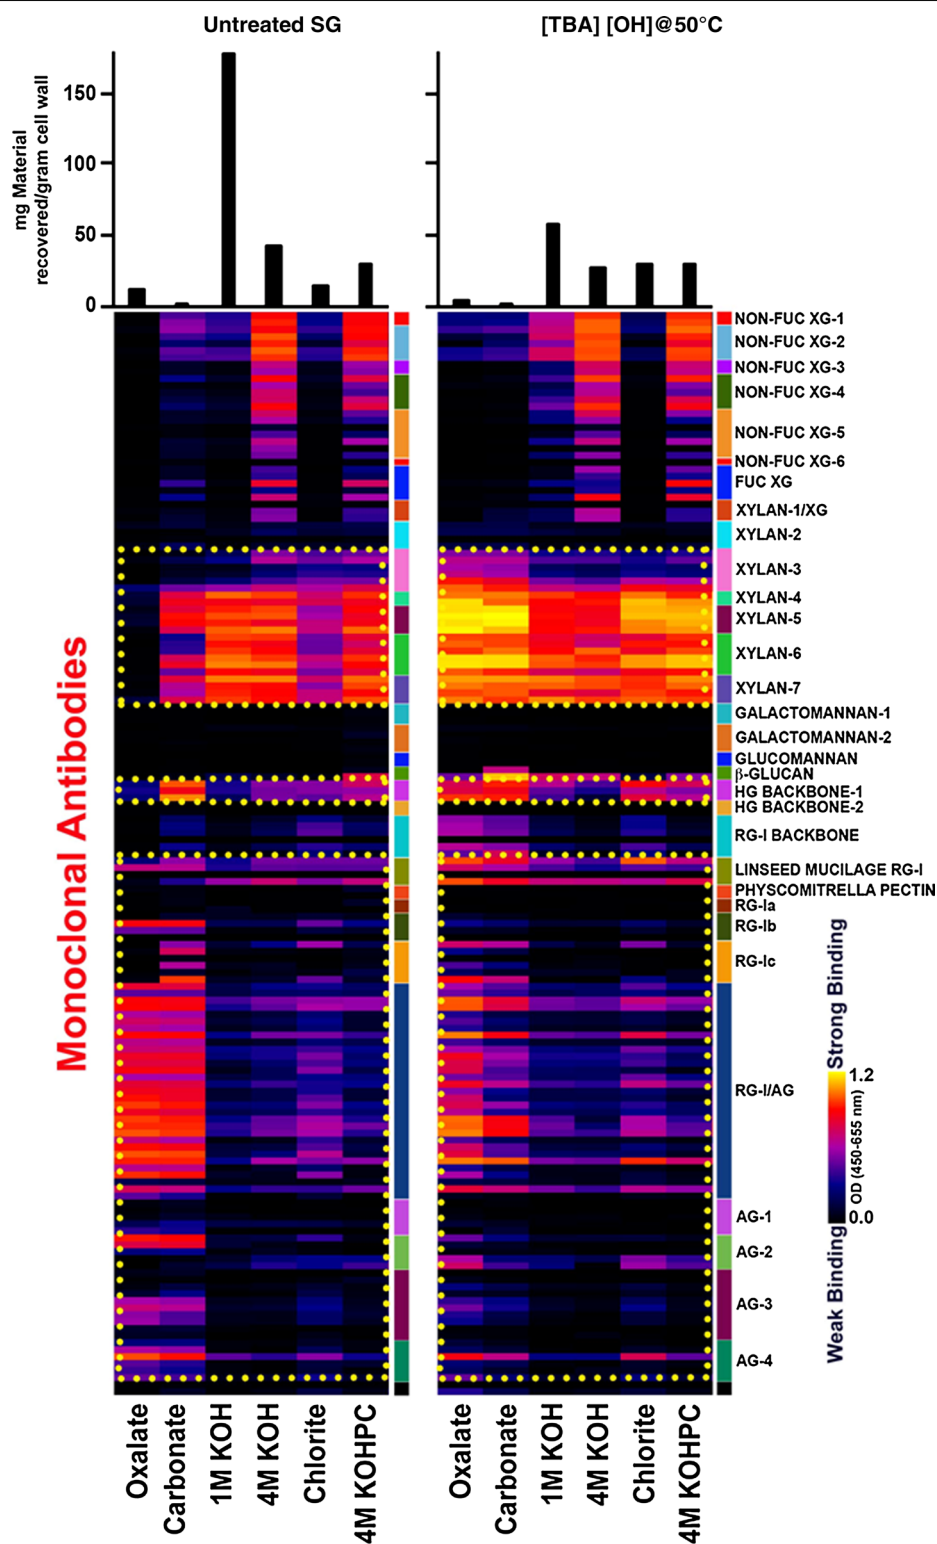 Untreated SG
[TBA] [OH]@50°C
mg Material
recovered/gram cell wall
150
100
50
0
Monoclonal Antibodies
NON-FUC XG-1
NON-FUC XG-2
NON-FUC XG-3
NON-FUC XG-4
NON-FUC XG-5
NON-FUC XG-6
FUC XG
XYLAN-1/XG
XYLAN-2
XYLAN-3
XYLAN-4
XYLAN-5
XYLAN-6
XYLAN-7
GALACTOMANNAN-1
GALACTOMANNAN-2
GLUCOMANNAN
β-GLUCAN
HG BACKBONE-1
HG BACKBONE-2
RG-I BACKBONE
LINSEED MUCILAGE RG-I
PHYSCOMITRELLA PECTIN
RG-Ia
RG-Ib
RG-Ic
RG-I/AG
AG-1
AG-2
AG-3
AG-4
Strong Binding
1.2
OD (450-655 nm)
0.0
Weak Binding
Oxalate
Carbonate
1M KOH
4M KOH
Chlorite
4M KOHPC
Oxalate
Carbonate
1M KOH
4M KOH
Chlorite
4M KOHPC